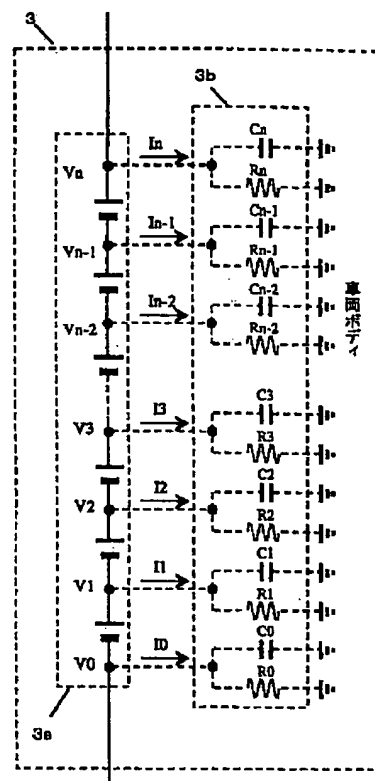 3
3b
In
Cn
Vn
Rn
In-1
Cn-1
Vn-1
Rn-1
In-2
Cn-2
Vn-2
Rn-2
車両ボディ
I3
C3
V3
R3
I2
C2
V2
R2
I1
C1
V1
R1
I0
C0
V0
R0
3a